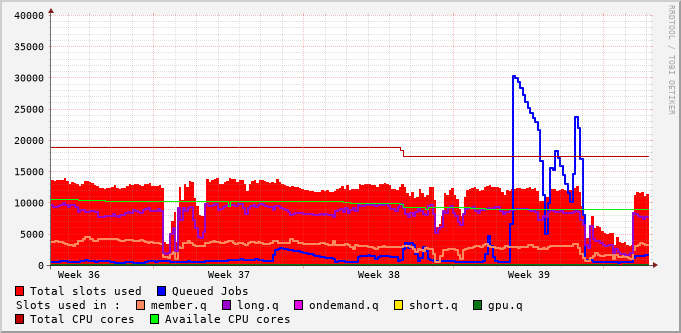 40000
35000
30000
25000
20000
15000
10000
5000
0
Week 36 Week 37 Week 38 Week 39
RRDTOOL / TOBI OETIKER
Total slots used Queued Jobs
Slots used in : member.q long.q ondemand.q short.q gpu.q
Total CPU cores Availale CPU cores